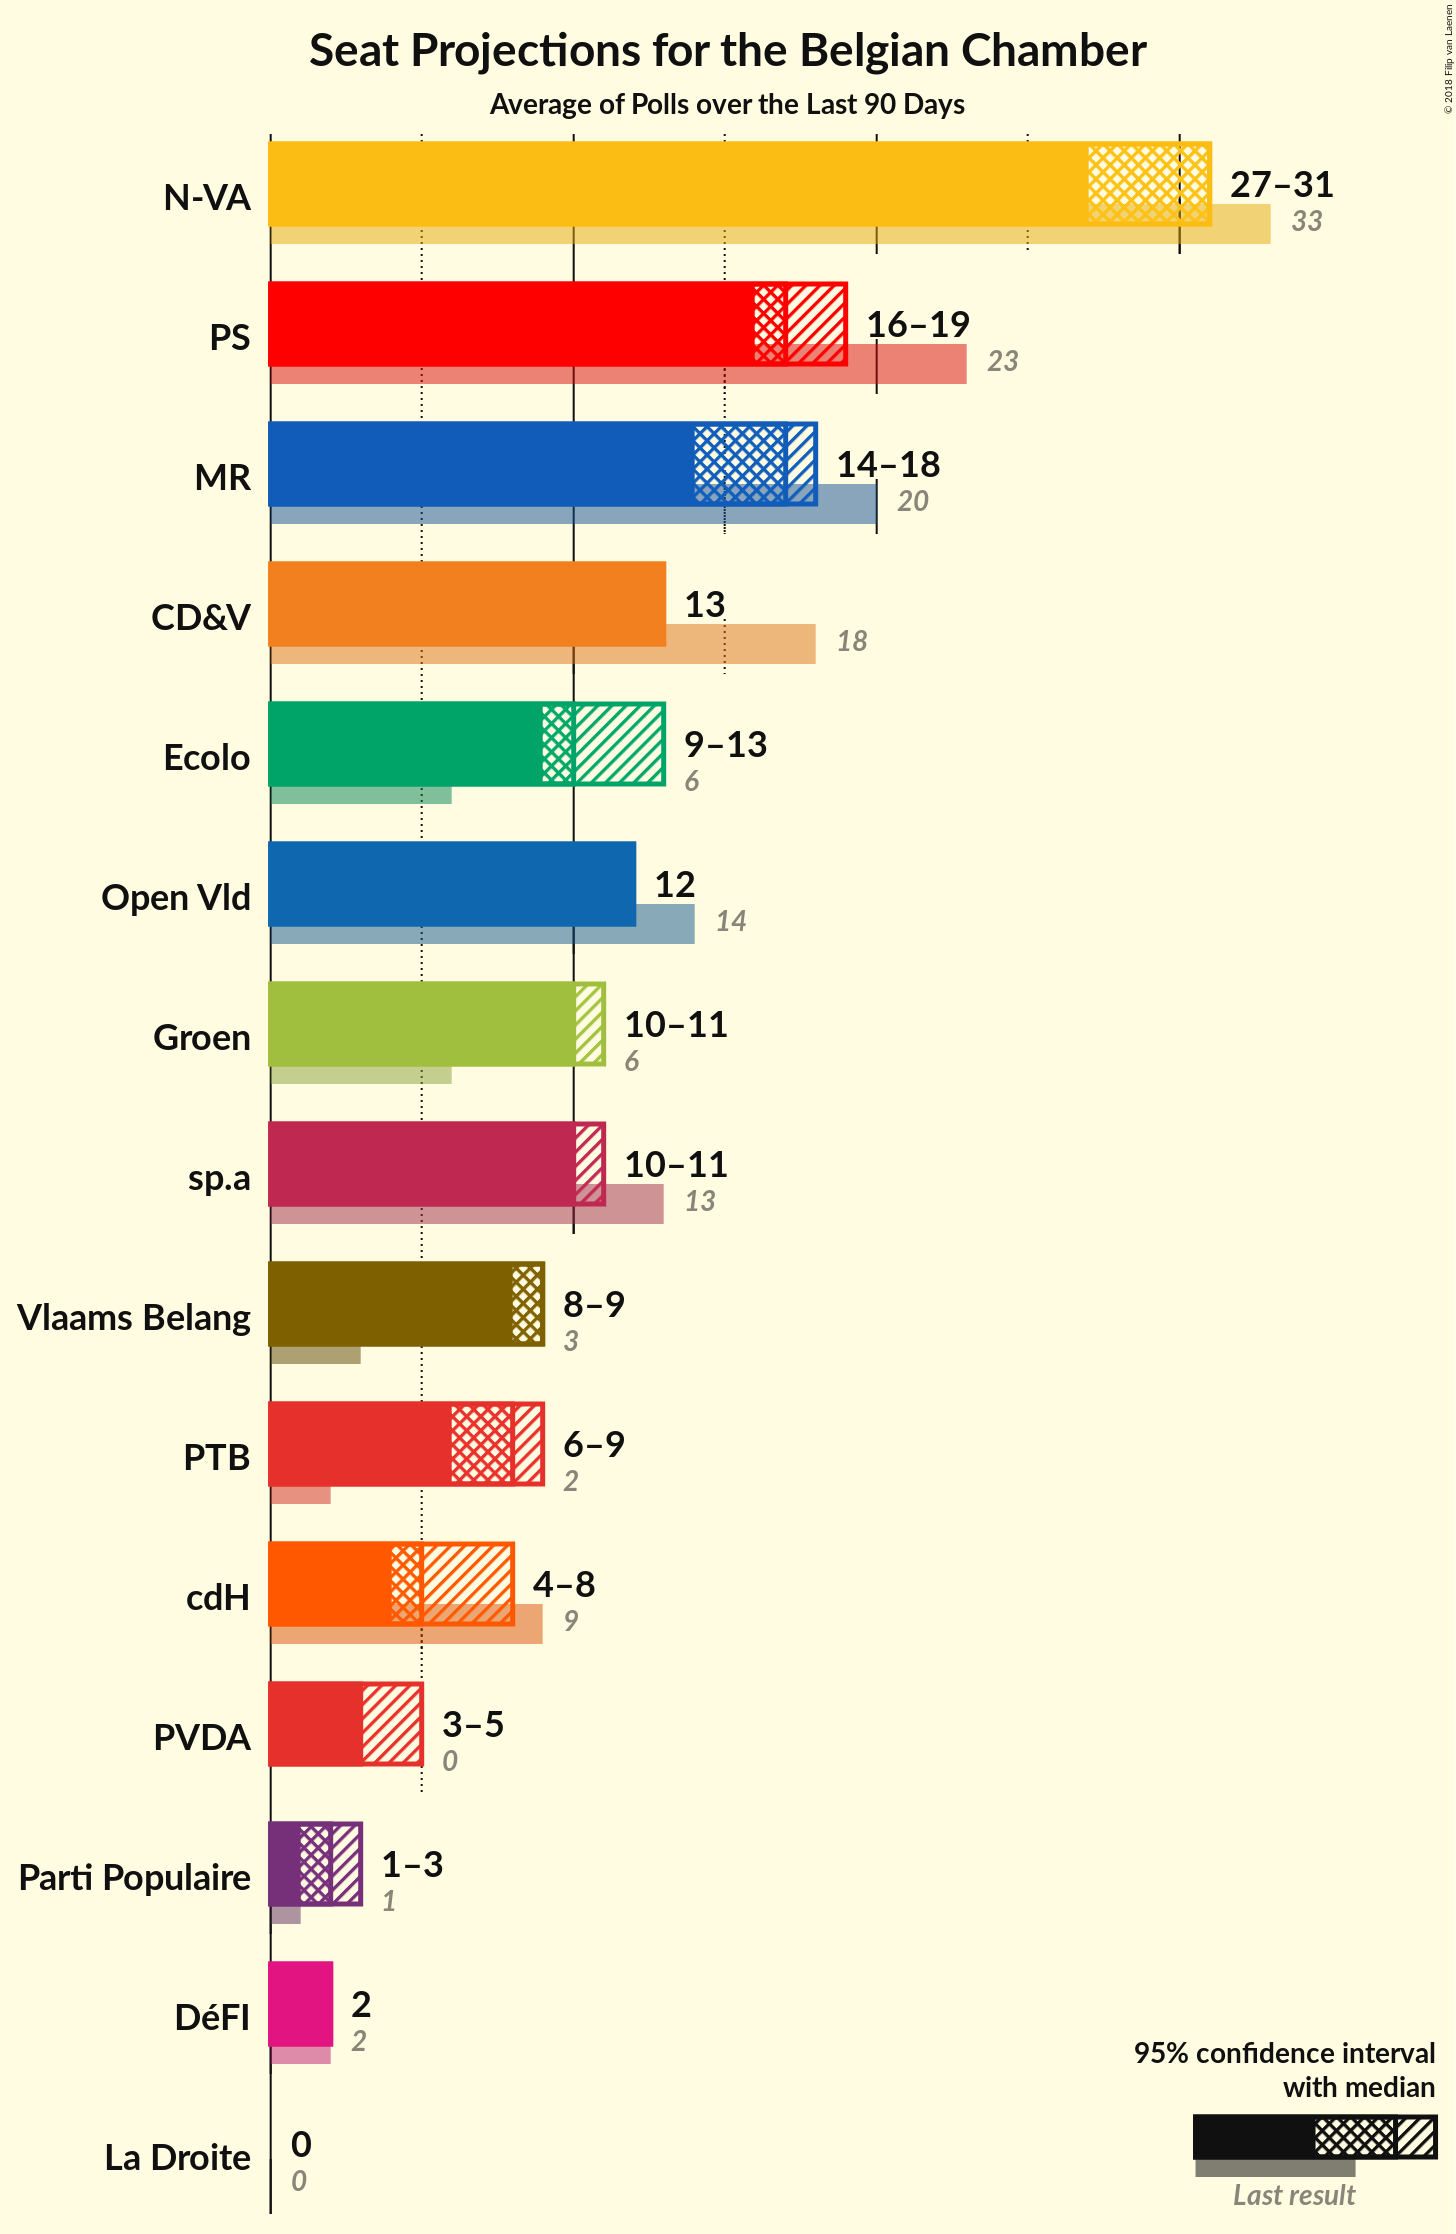 Seat Projections for the Belgian Chamber
Average of Polls over the Last 90 Days
© 2018 Filip van Laenen
N-VA
27–31
33
PS
16–19
23
MR
14–18
20
CD&V
13
18
Ecolo
9–13
6
Open Vld
12
14
Groen
10–11
6
sp.a
10–11
13
Vlaams Belang
8–9
3
PTB
6–9
2
cdH
4–8
9
PVDA
3–5
0
Parti Populaire
1–3
1
DéFI
2
2
La Droite
0
0
95% confidence interval
with median
Last result